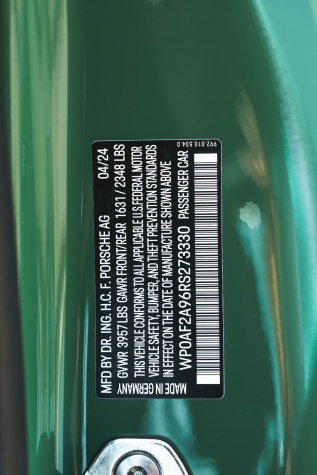 MFD BY DR. ING. H.C. F. PORSCHE AG 04/24
GVWR 3957 LBS GAWR FRONT/REAR 1631 / 2348 LBS
THIS VEHICLE CONFORMS TO ALL APPLICABLE U.S. FEDERAL MOTOR
VEHICLE SAFETY, BUMPER, AND THEFT PREVENTION STANDARDS
IN EFFECT ON THE DATE OF MANUFACTURE SHOWN ABOVE
WP0AF2A96RS273330 PASSENGER CAR
MADE IN GERMANY
992.010.534.0